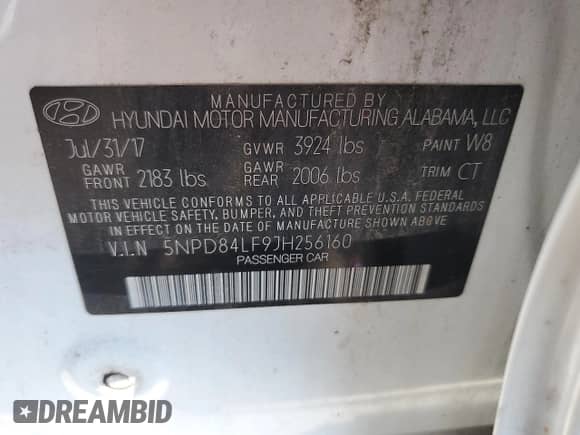 MANUFACTURED BY
HYUNDAI MOTOR MANUFACTURING ALABAMA, LLC
Jul/31/17 GVWR 3924 lbs PAINT W8
GAWR FRONT 2183 lbs GAWR REAR 2006 lbs TRIM CT
THIS VEHICLE CONFORMS TO ALL APPLICABLE U.S.A. FEDERAL
MOTOR VEHICLE SAFETY, BUMPER, AND THEFT PREVENTION STANDARDS
IN EFFECT ON THE DATE OF MANUFACTURE SHOWN ABOVE.
V.I.N 5NPD84LF9JH256160
PASSENGER CAR
DREAMBID